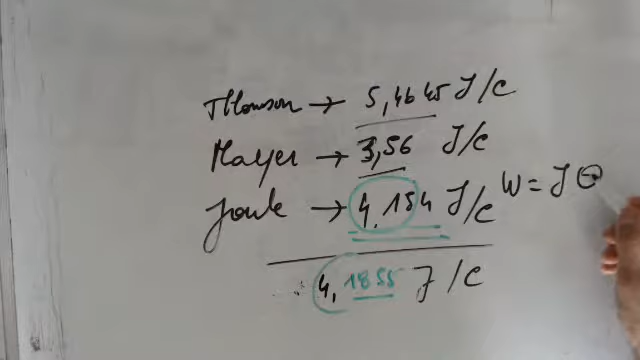 Thomson → 5,4645 J/c
Mayer → 3,56 J/c
Joule → 4,154 J/c W = J Θ
4,1855 J/c